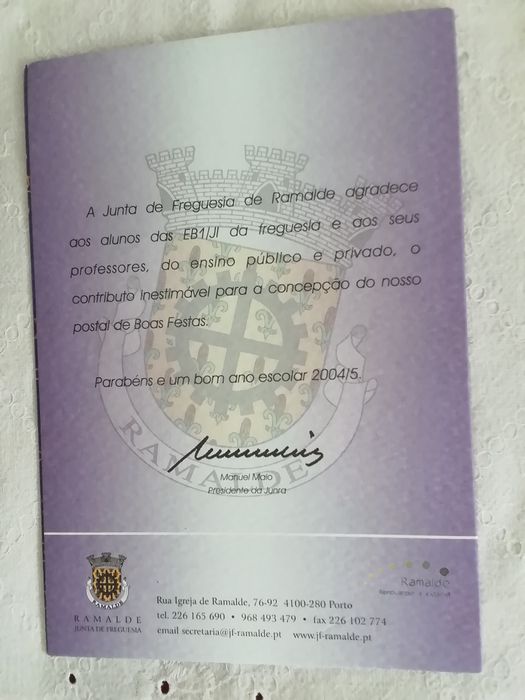 A Junta de Freguesia de Ramalde agradece
aos alunos das EB1/JI da freguesia e aos seus
professores, do ensino público e privado, o
contributo inestimável para a concepção do nosso
postal de Boas Festas.
Parabéns e um bom ano escolar 2004/5.
RAMALDE
Manuel Maio
Presidente da Junta
RAMALDE
RAMALDE
JUNTA DE FREGUESIA
Rua Igreja de Ramalde, 76-92 4100-280 Porto
tel. 226 165 690 • 968 493 479 • fax 226 102 774
email secretaria@jf-ramalde.pt www.jf-ramalde.pt
Ramalde